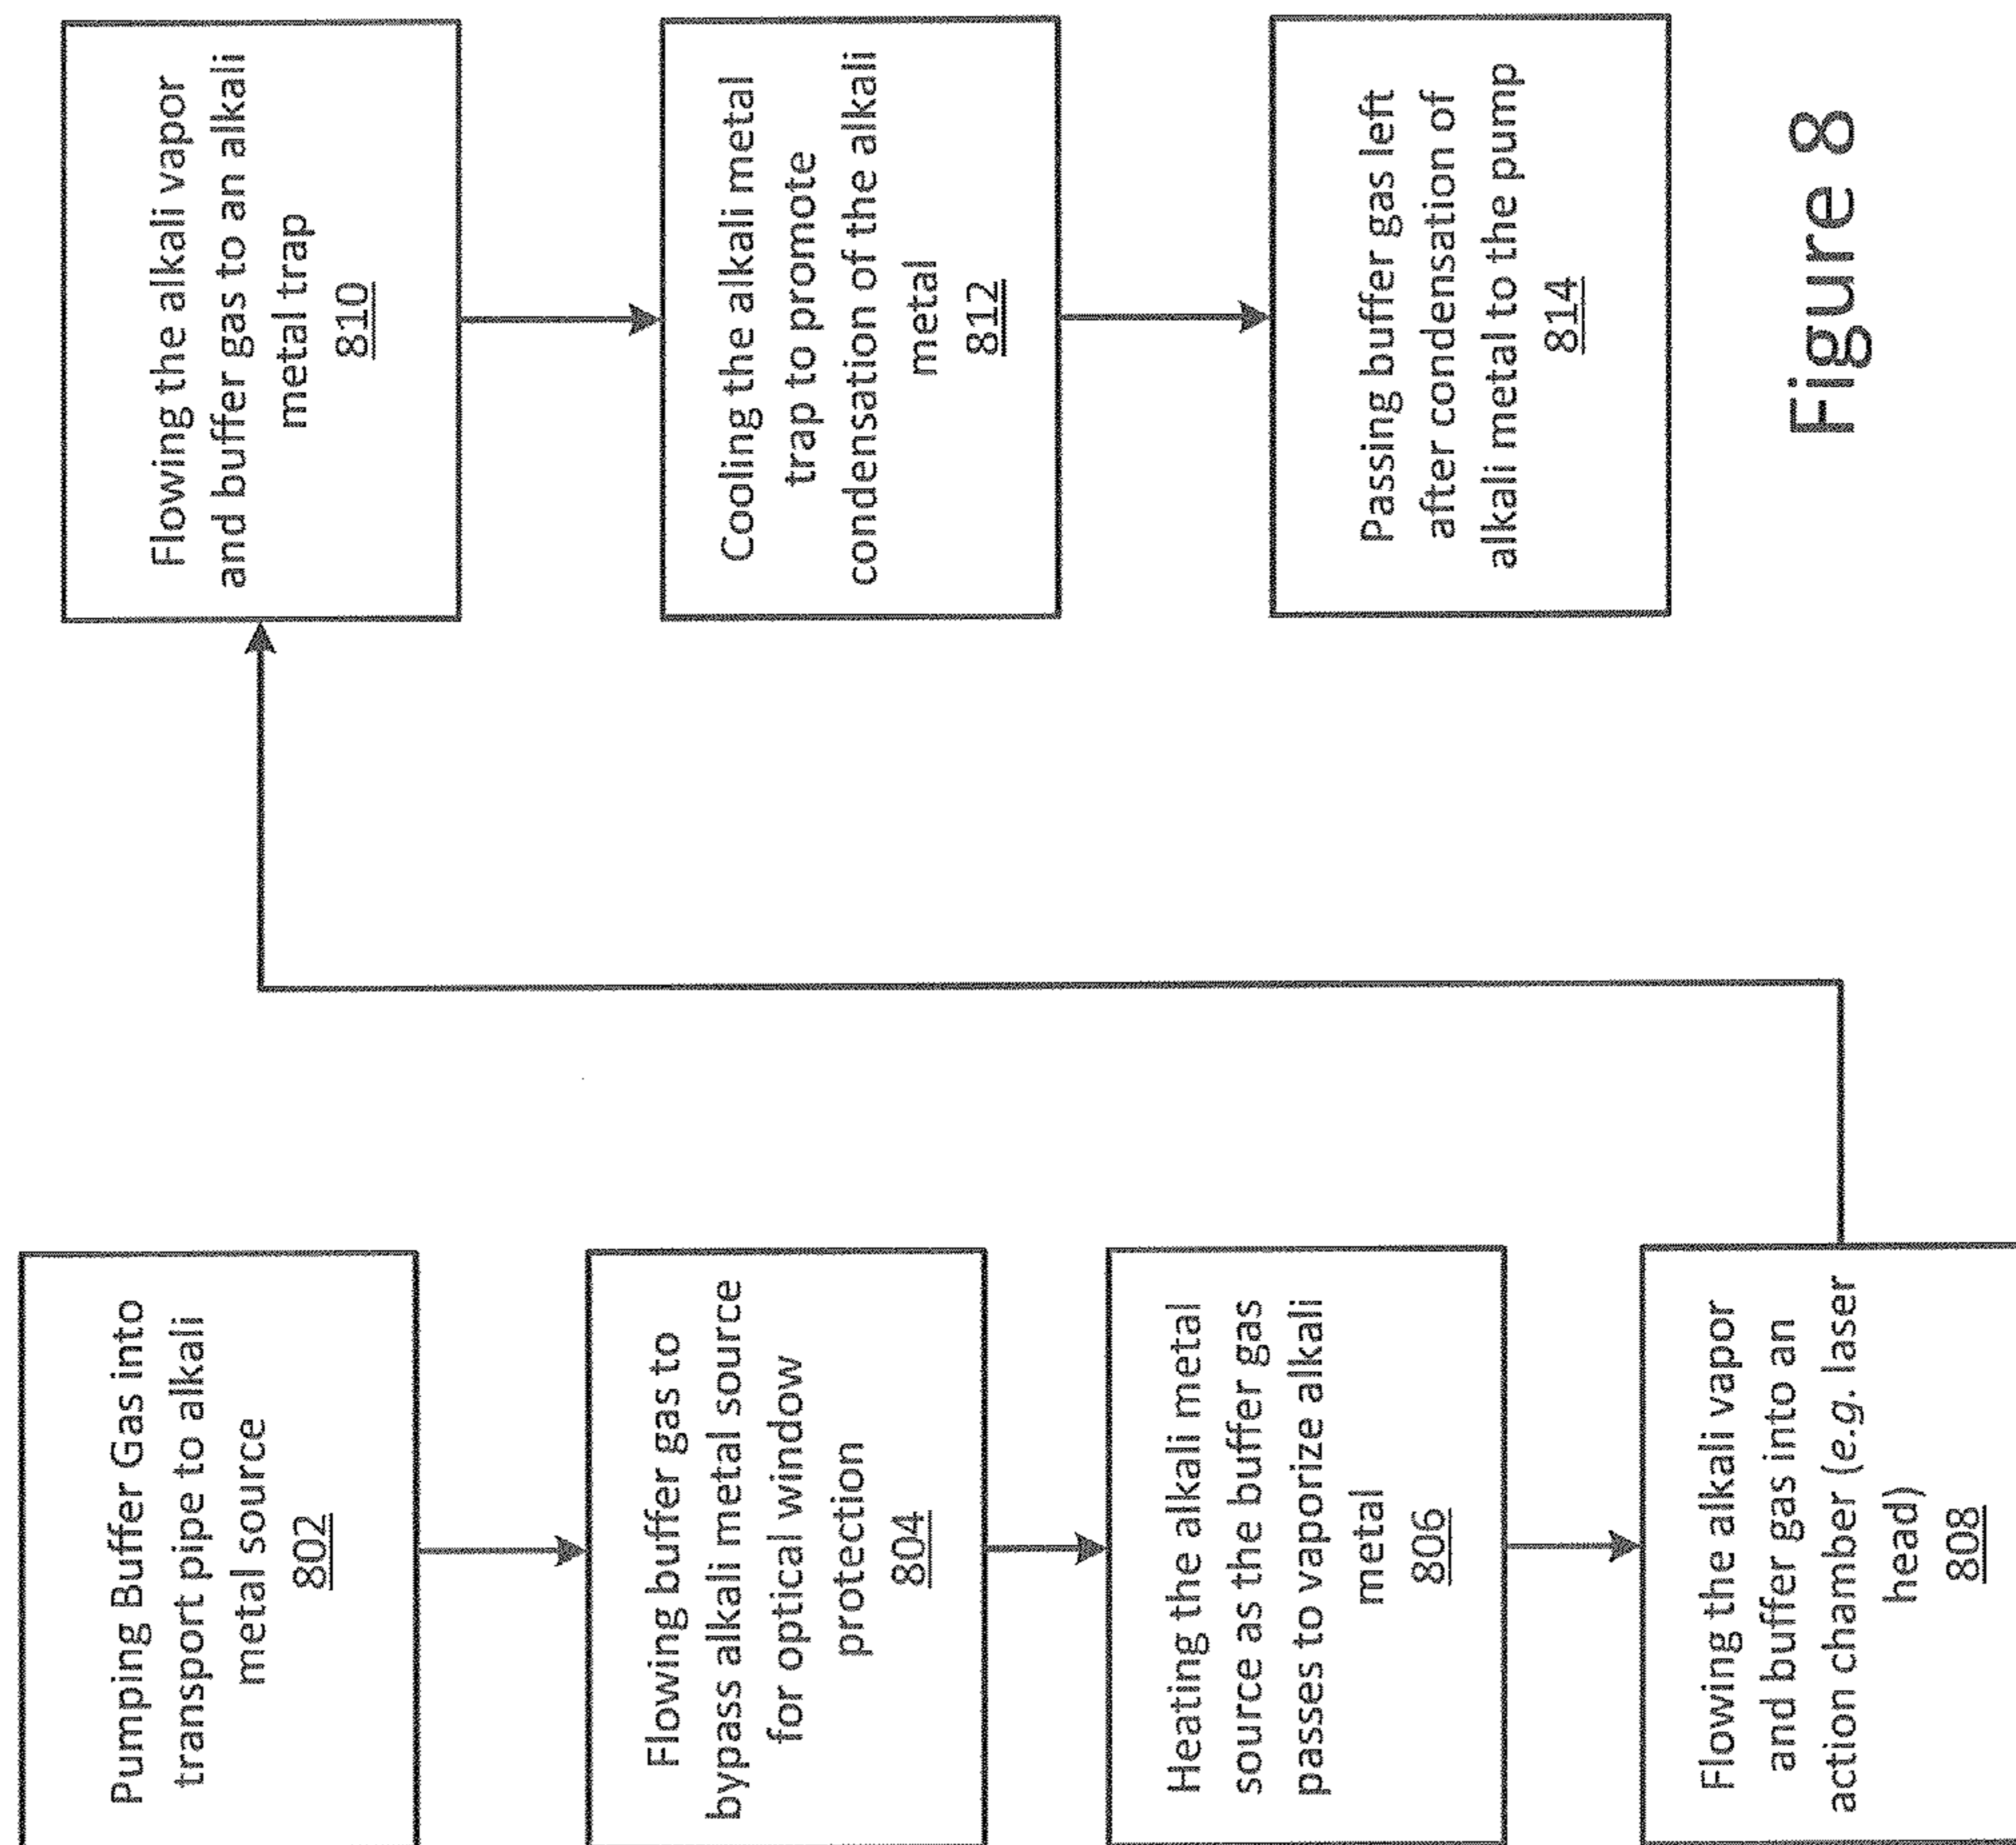 Pumping Buffer Gas into
transport pipe to alkali
metal source
802
Flowing buffer gas to
bypass alkali metal source
for optical window
protection
804
Heating the alkali metal
source as the buffer gas
passes to vaporize alkali
metal
806
Flowing the alkali vapor
and buffer gas into an
action chamber (e.g. laser
head)
808
Flowing the alkali vapor
and buffer gas to an alkali
metal trap
810
Cooling the alkali metal
trap to promote
condensation of the alkali
metal
812
Passing buffer gas left
after condensation of
alkali metal to the pump
814
Figure 8